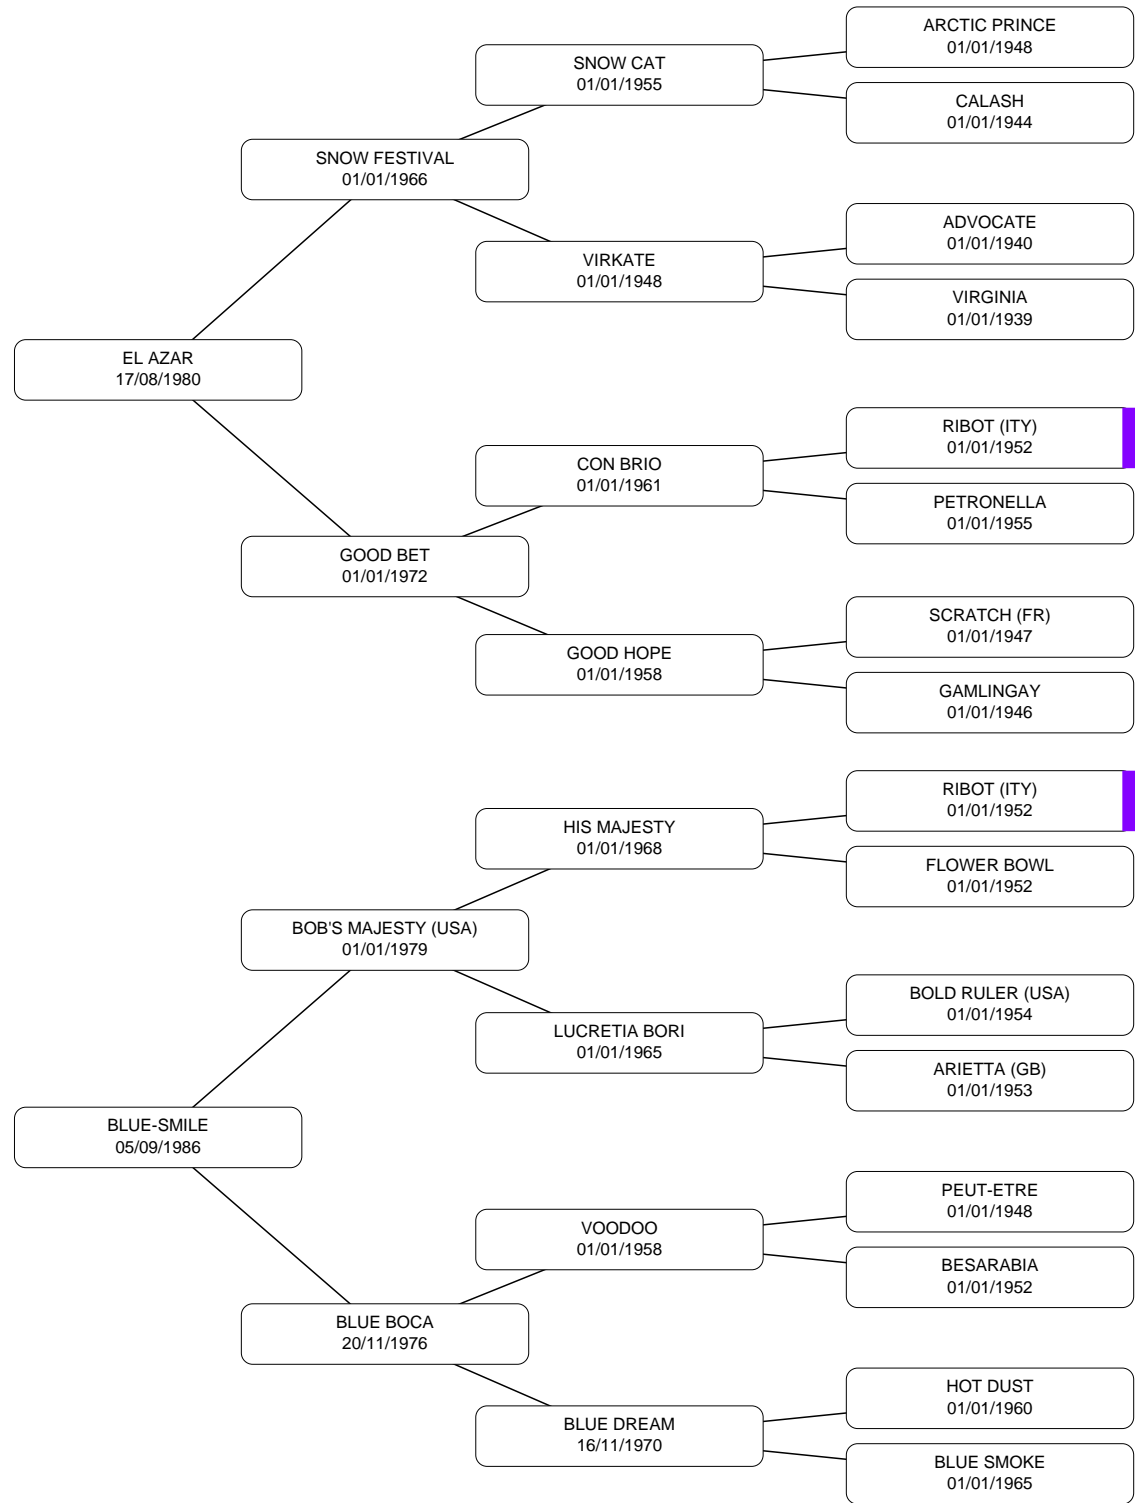 ARCTIC PRINCE
01/01/1948
SNOW CAT
01/01/1955
CALASH
01/01/1944
SNOW FESTIVAL
01/01/1966
ADVOCATE
01/01/1940
VIRKATE
01/01/1948
VIRGINIA
01/01/1939
EL AZAR
17/08/1980
RIBOT (ITY)
01/01/1952
CON BRIO
01/01/1961
PETRONELLA
01/01/1955
GOOD BET
01/01/1972
SCRATCH (FR)
01/01/1947
GOOD HOPE
01/01/1958
GAMLINGAY
01/01/1946
RIBOT (ITY)
01/01/1952
HIS MAJESTY
01/01/1968
FLOWER BOWL
01/01/1952
BOB'S MAJESTY (USA)
01/01/1979
BOLD RULER (USA)
01/01/1954
LUCRETIA BORI
01/01/1965
ARIETTA (GB)
01/01/1953
BLUE-SMILE
05/09/1986
PEUT-ETRE
01/01/1948
VOODOO
01/01/1958
BESARABIA
01/01/1952
BLUE BOCA
20/11/1976
HOT DUST
01/01/1960
BLUE DREAM
16/11/1970
BLUE SMOKE
01/01/1965